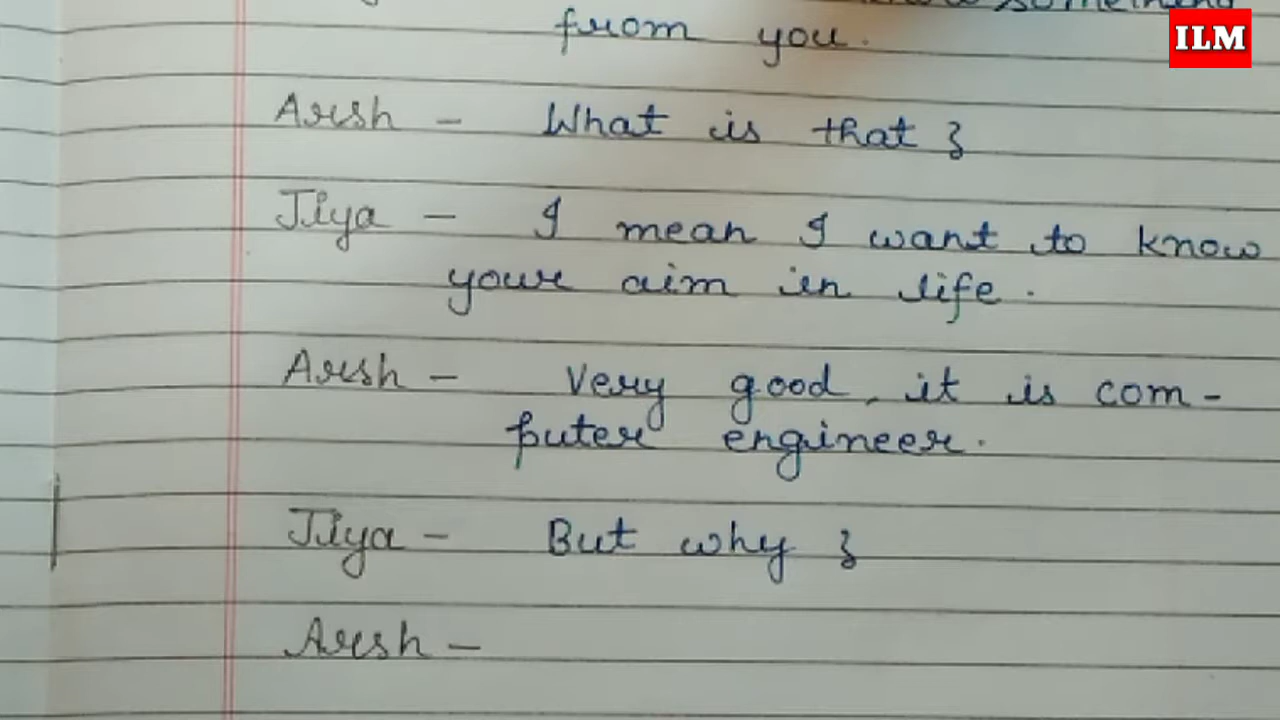 something
from you.
ILM
Arsh - What is that ?
Jiya - I mean I want to know
your aim in life.
Arsh - Very good, it is com-
puter engineer.
Jiya - But why ?
Arsh -